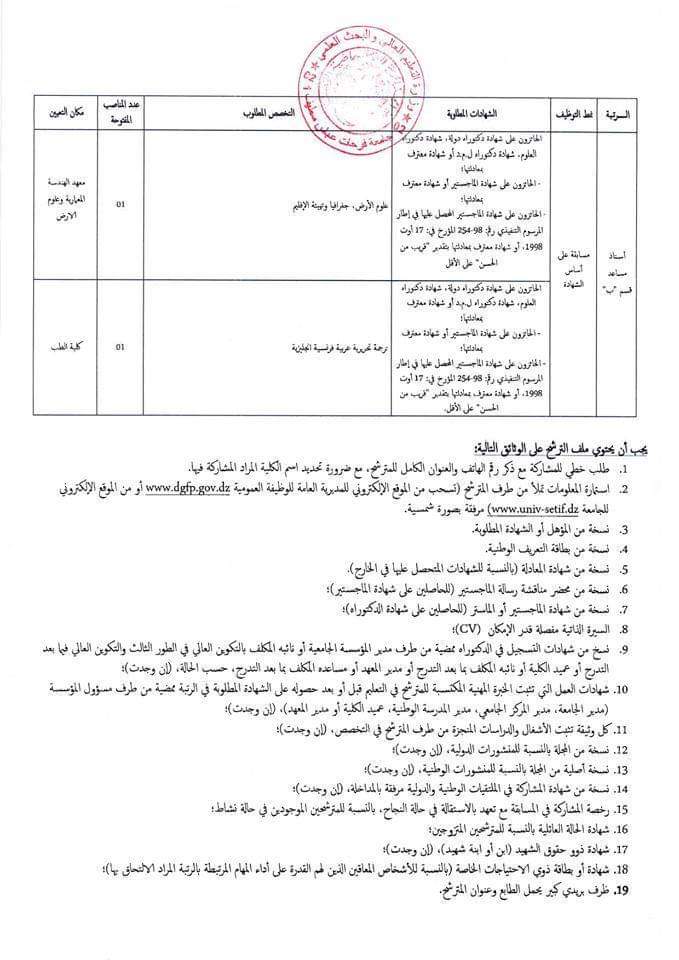 وزارة التعليم العالي والبحث العلمي
جامعة فرحات عباس سطيف
الرتبة
نمط التوظيف
الشهادات المطلوبة
التخصص المطلوب
عدد المناصب
المفتوحة
مكان التعيين
أستاذ
مساعد
قسم "ب"
مسابقة على
أساس
الشهادة
الحائزون على شهادة دكتوراه دولة، شهادة دكتوراه
العلوم، شهادة دكتوراه ل.م.د أو شهادة معترف
بمعادلتها؛
- الحائزون على شهادة الماجستير أو شهادة معترف
بمعادلتها؛
- الحائزون على شهادة الماجستير المحصل عليها في إطار
المرسوم التنفيذي رقم: 98-254 المؤرخ في: 17 أوت
1998، أو شهادة معترف بمعادلتها بتقدير "قريب من
الحسن" على الأقل
علوم الأرض، جغرافيا وتهيئة الإقليم
01
معهد الهندسة
المعمارية وعلوم
الارض
الحائزون على شهادة دكتوراه دولة، شهادة دكتوراه
العلوم، شهادة دكتوراه ل.م.د أو شهادة معترف
بمعادلتها؛
- الحائزون على شهادة الماجستير أو شهادة معترف
بمعادلتها؛
- الحائزون على شهادة الماجستير المحصل عليها في إطار
المرسوم التنفيذي رقم: 98-254 المؤرخ في: 17 أوت
1998، أو شهادة معترف بمعادلتها بتقدير "قريب من
الحسن" على الأقل.
ترجمة تحريرية عربية فرنسية انجليزية
01
كلية الطب
يجب أن يحتوي ملف الترشح على الوثائق التالية:
1. طلب خطي للمشاركة مع ذكر رقم الهاتف والعنوان الكامل للمترشح، مع ضرورة تحديد اسم الكلية المراد المشاركة فيها.
2. استمارة المعلومات تملأ من طرف المترشح (تسحب من الموقع الإلكتروني للمديرية العامة للوظيفة العمومية www.dgfp.gov.dz أو من الموقع الإلكتروني
للجامعة www.univ-setif.dz) مرفقة بصورة شمسية.
3. نسخة من المؤهل أو الشهادة المطلوبة.
4. نسخة من بطاقة التعريف الوطنية.
5. نسخة من شهادة المعادلة (بالنسبة للشهادات المتحصل عليها في الخارج).
6. نسخة من محضر مناقشة رسالة الماجستير (للحاصلين على شهادة الماجستير)؛
7. نسخة من شهادة الماجستير أو الماستر (للحاصلين على شهادة الدكتوراه)؛
8. السيرة الذاتية مفصلة قدر الإمكان (CV)؛
9. نسخ من شهادات التسجيل في الدكتوراه ممضية من طرف مدير المؤسسة الجامعية أو نائبه المكلف بالتكوين العالي في الطور الثالث والتكوين العالي فيما بعد
التدرج أو عميد الكلية أو نائبه المكلف بما بعد التدرج أو مدير المعهد أو مساعده المكلف بما بعد التدرج، حسب الحالة، (إن وجدت)؛
10. شهادات العمل التي تثبت الخبرة المهنية المكتسبة للمترشح في التعليم قبل أو بعد حصوله على الشهادة المطلوبة في الرتبة ممضية من طرف مسؤول المؤسسة
(مدير الجامعة، مدير المركز الجامعي، مدير المدرسة الوطنية، عميد الكلية أو مدير المعهد)، (إن وجدت)؛
11. كل وثيقة تثبت الأشغال والدراسات المنجزة من طرف المترشح في التخصص، (إن وجدت)؛
12. نسخة من المجلة بالنسبة للمنشورات الدولية، (إن وجدت)؛
13. نسخة أصلية من المجلة بالنسبة للمنشورات الوطنية، (إن وجدت)؛
14. نسخة من شهادة المشاركة في الملتقيات الوطنية والدولية مرفقة بالمداخلة، (إن وجدت)؛
15. رخصة المشاركة في المسابقة مع تعهد بالاستقالة في حالة النجاح، بالنسبة للمترشحين الموجودين في حالة نشاط؛
16. شهادة الحالة العائلية بالنسبة للمترشحين المتزوجين؛
17. شهادة ذوو حقوق الشهيد (ابن أو ابنة شهيد)، (إن وجدت)؛
18. شهادة أو بطاقة ذوي الاحتياجات الخاصة (بالنسبة للأشخاص المعاقين الذين لهم القدرة على أداء المهام المرتبطة بالرتبة المراد الالتحاق بها)؛
19. ظرف بريدي كبير يحمل الطابع وعنوان المترشح.